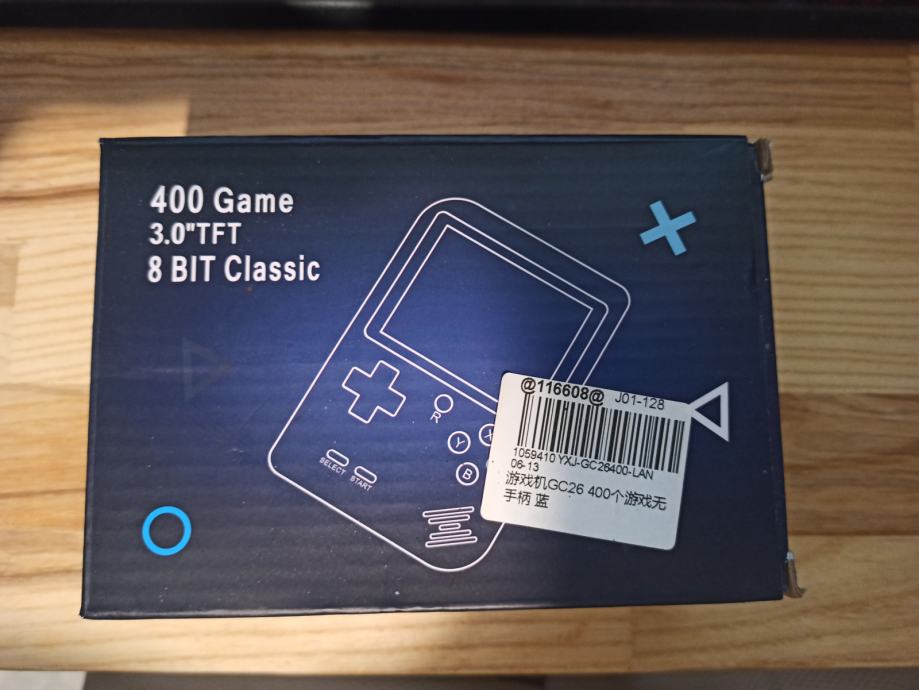 400 Game
3.0"TFT
8 BIT Classic
R
Y
X
B
SELECT
START
@116608@ J01-128
1059410 YXJ-GC26400-LAN
06-13
游戏机GC26 400个游戏无
手柄 蓝